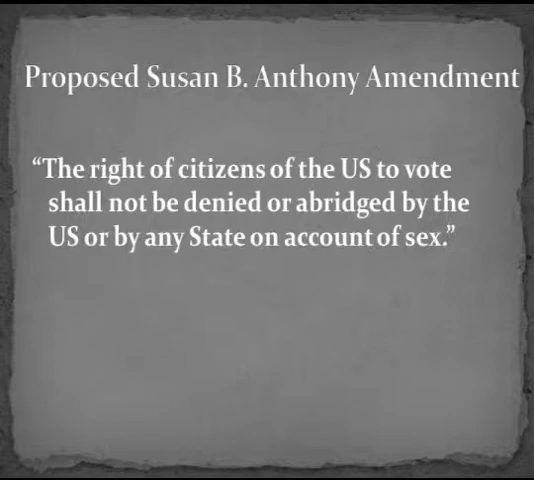 Proposed Susan B. Anthony Amendment
“The right of citizens of the US to vote
shall not be denied or abridged by the
US or by any State on account of sex.”